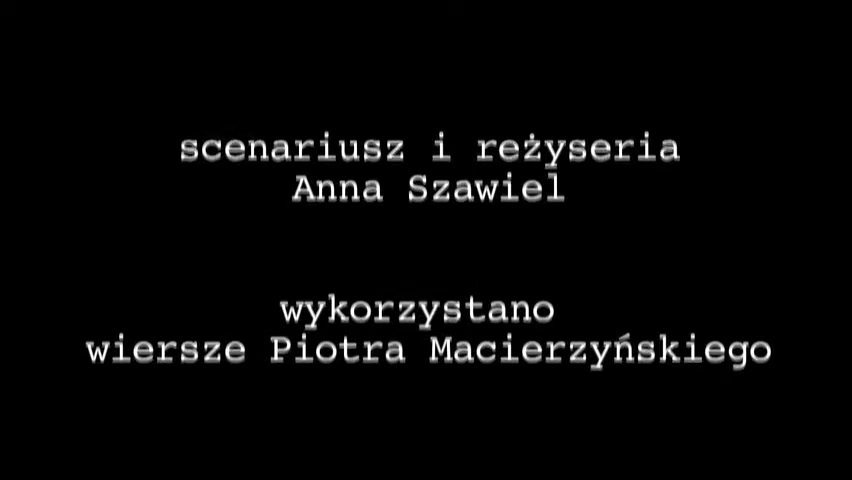 scenariusz i reżyseria
Anna Szawiel
wykorzystano
wiersze Piotra Macierzyńskiego